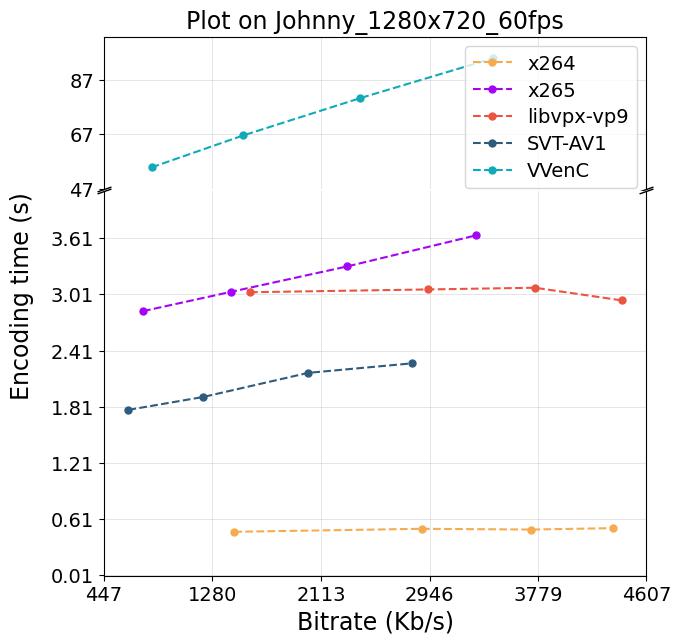 Plot on Johnny_1280x720_60fps
x264
x265
libvpx-vp9
SVT-AV1
VVenC
87
67
47
3.61
3.01
2.41
1.81
1.21
0.61
0.01
Encoding time (s)
447 1280 2113 2946 3779 4607
Bitrate (Kb/s)